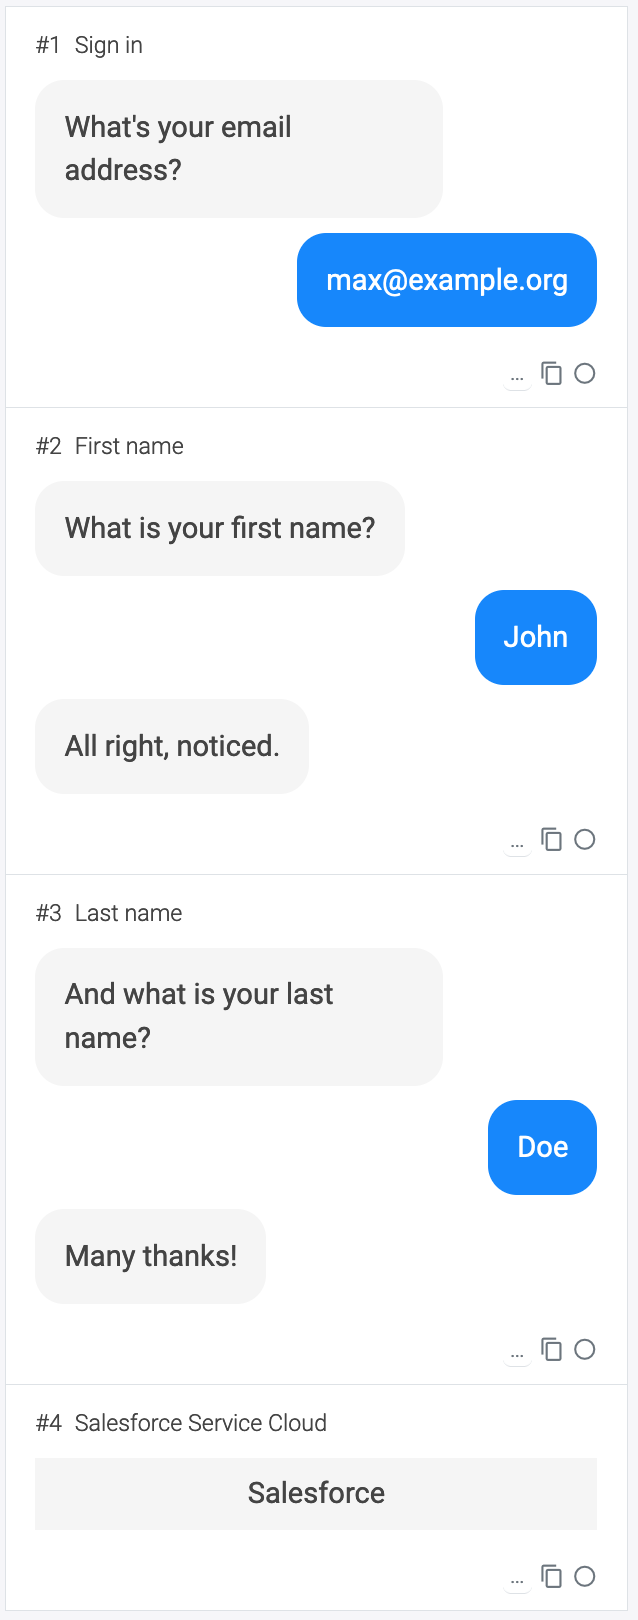 #1 Sign in
What's your email
address?
max@example.org
...
#2 First name
What is your first name?
John
All right, noticed.
...
#3 Last name
And what is your last
name?
Doe
Many thanks!
...
#4 Salesforce Service Cloud
Salesforce
...